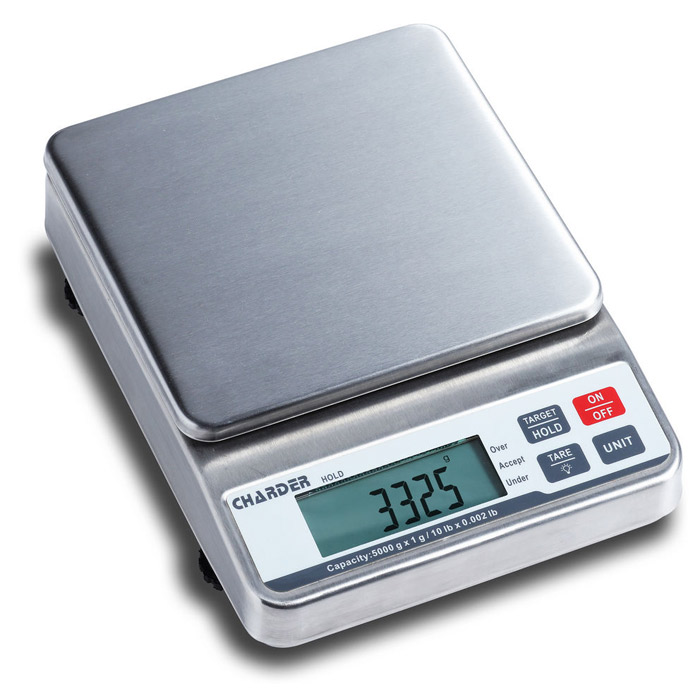 CHARDER
HOLD
g
3325
Over
Accept
Under
TARGET
HOLD
ON
OFF
TARE
UNIT
Capacity:5000 g x 1 g / 10 lb x 0.002 lb